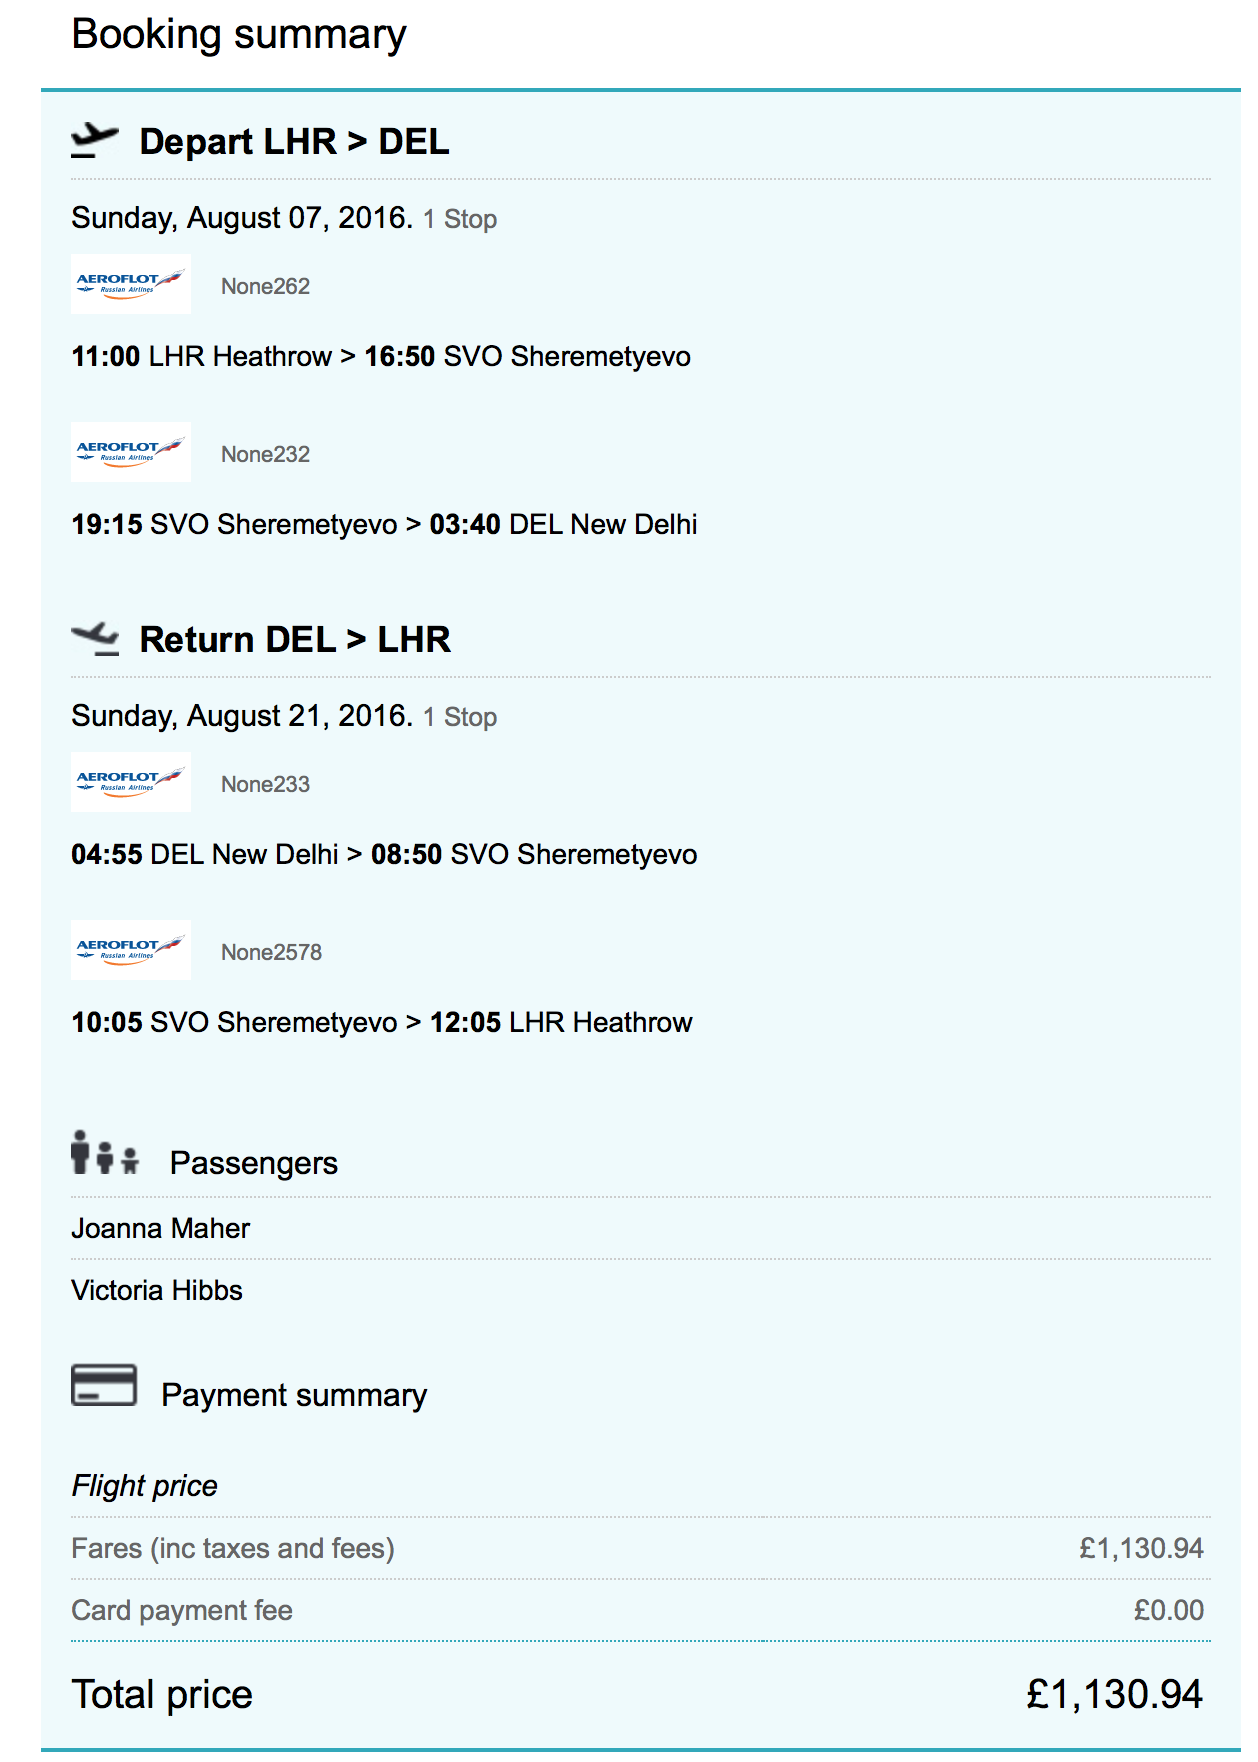 Booking summary
Depart LHR > DEL
Sunday, August 07, 2016. 1 Stop
AEROFLOT
Russian Airlines
None262
11:00 LHR Heathrow > 16:50 SVO Sheremetyevo
AEROFLOT
Russian Airlines
None232
19:15 SVO Sheremetyevo > 03:40 DEL New Delhi
Return DEL > LHR
Sunday, August 21, 2016. 1 Stop
AEROFLOT
Russian Airlines
None233
04:55 DEL New Delhi > 08:50 SVO Sheremetyevo
AEROFLOT
Russian Airlines
None2578
10:05 SVO Sheremetyevo > 12:05 LHR Heathrow
Passengers
Joanna Maher
Victoria Hibbs
Payment summary
Flight price
Fares (inc taxes and fees) £1,130.94
Card payment fee £0.00
Total price £1,130.94